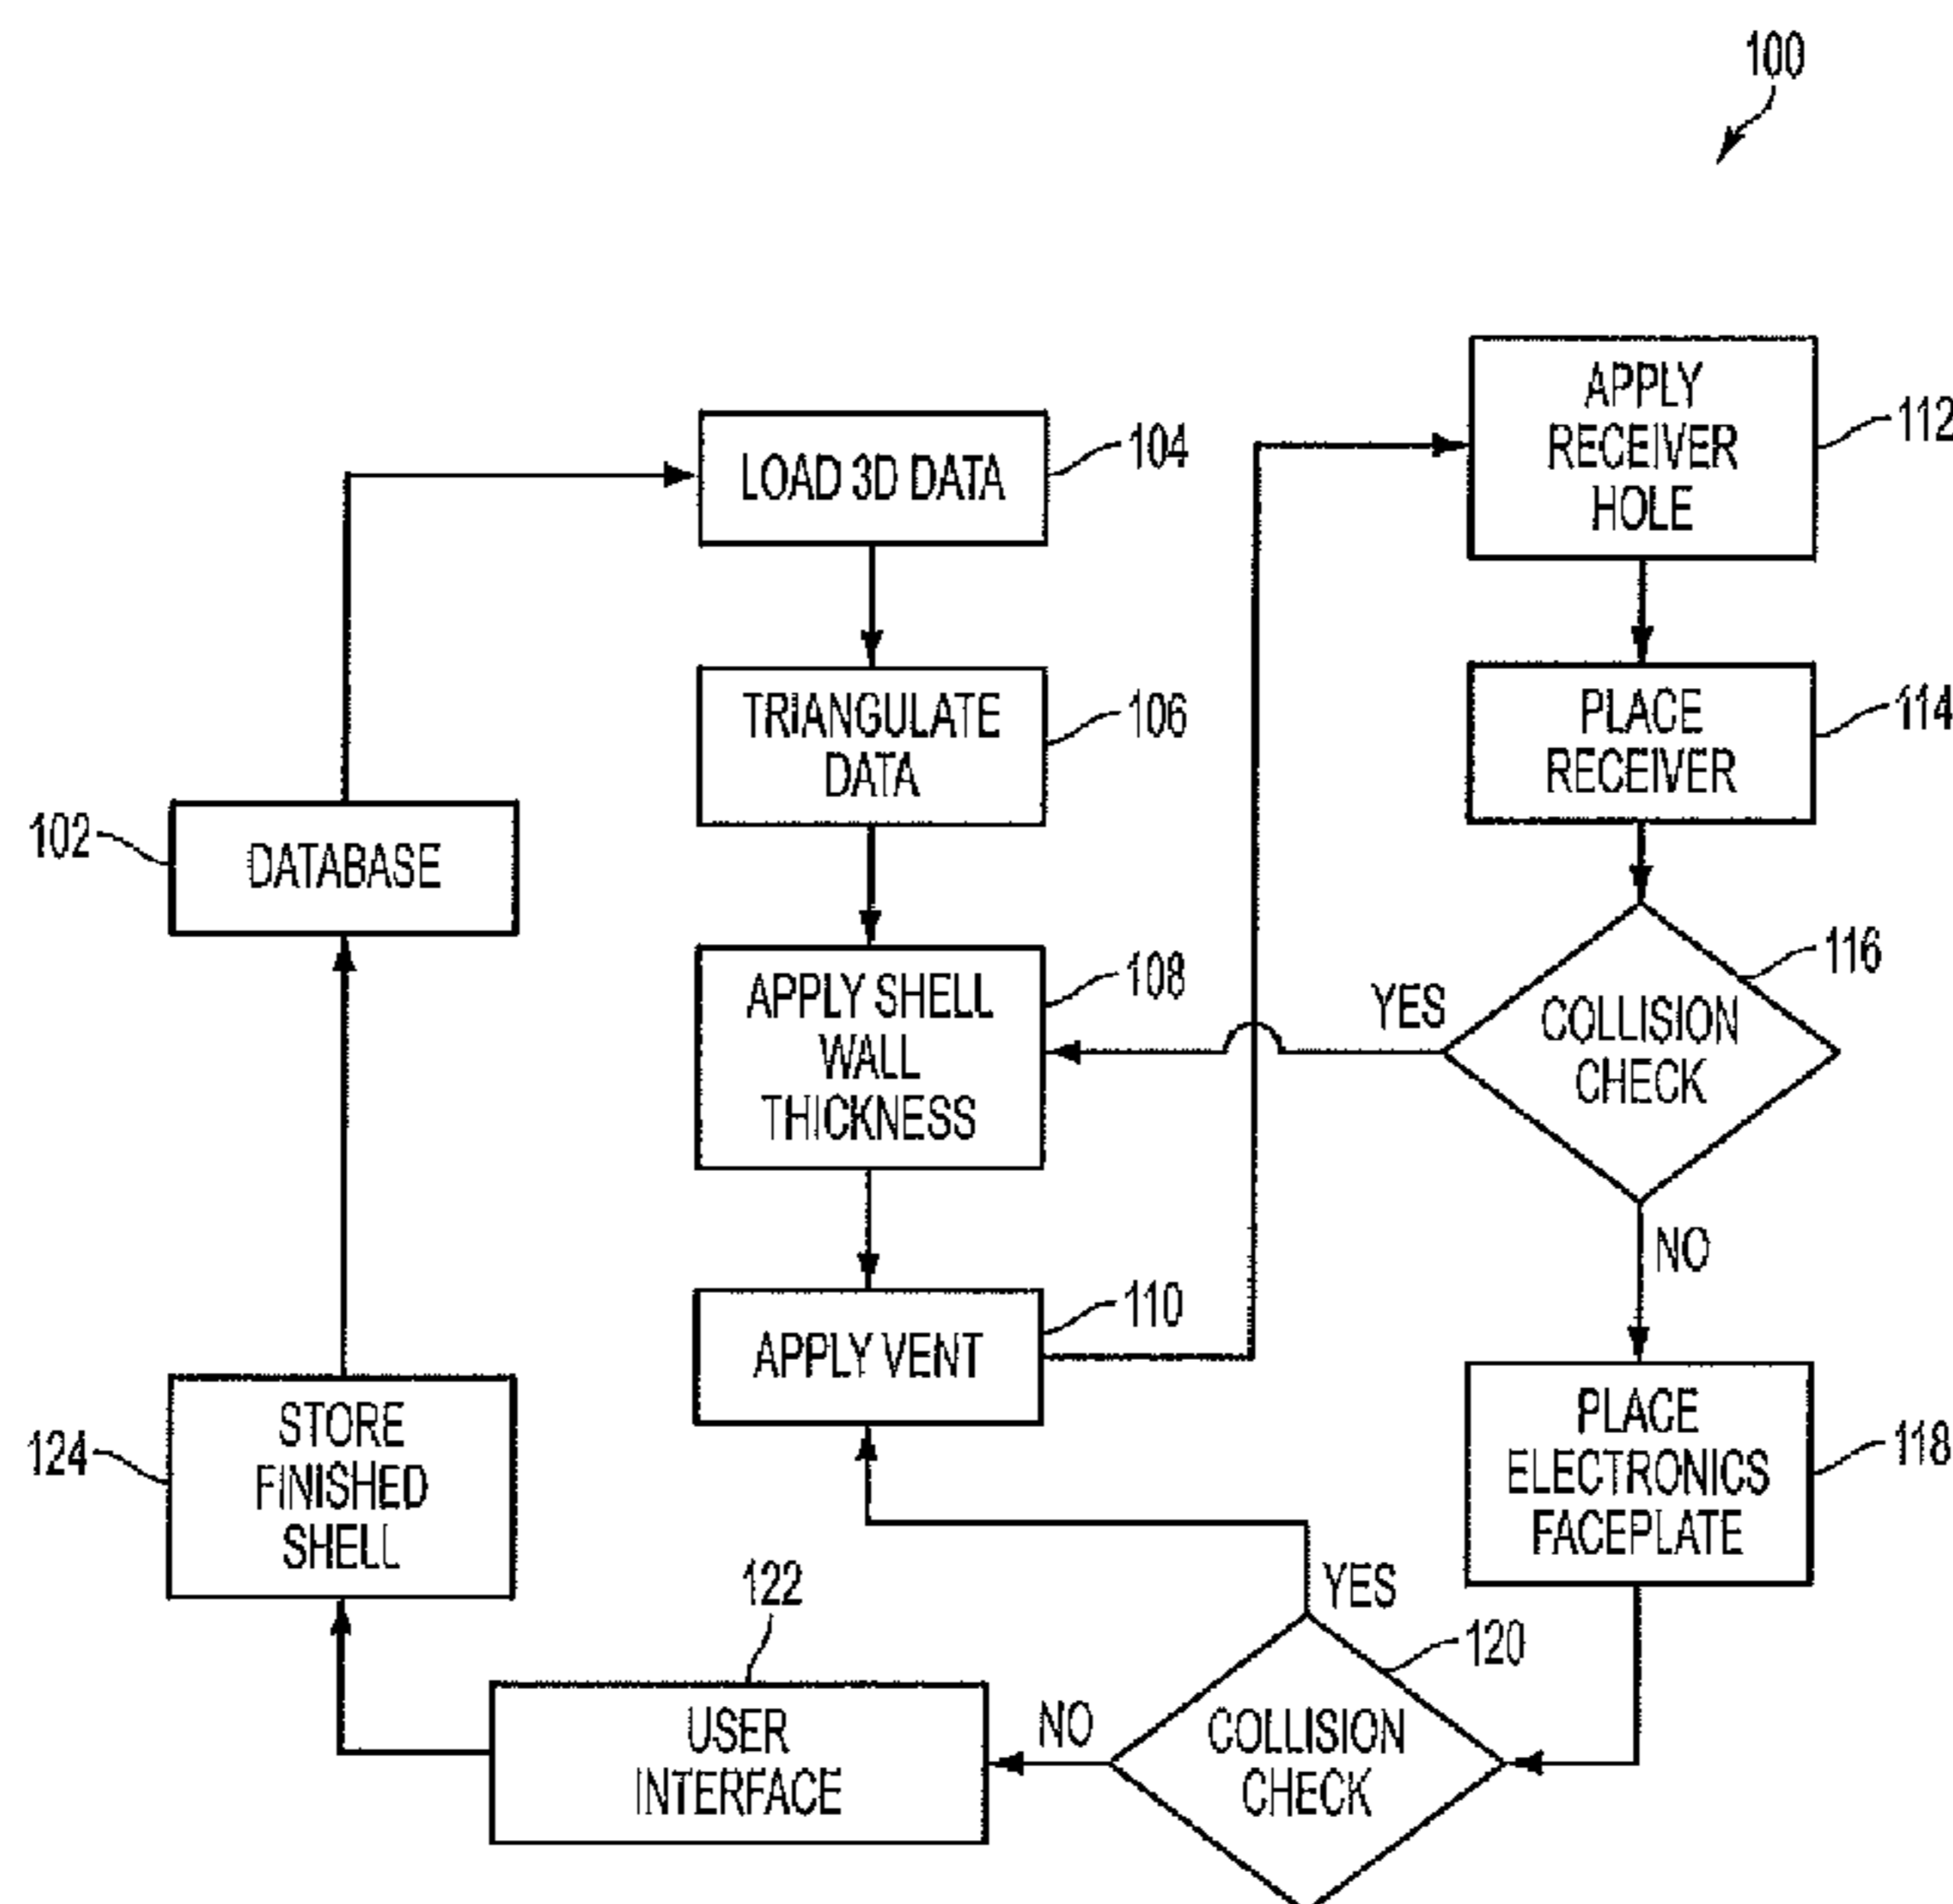 100
LOAD 3D DATA
104
TRIANGULATE
DATA
106
102
DATABASE
APPLY SHELL
WALL
THICKNESS
108
APPLY VENT
110
APPLY
RECEIVER
HOLE
112
PLACE
RECEIVER
114
COLLISION
CHECK
116
YES
NO
PLACE
ELECTRONICS
FACEPLATE
118
COLLISION
CHECK
120
YES
NO
122
USER
INTERFACE
124
STORE
FINISHED
SHELL